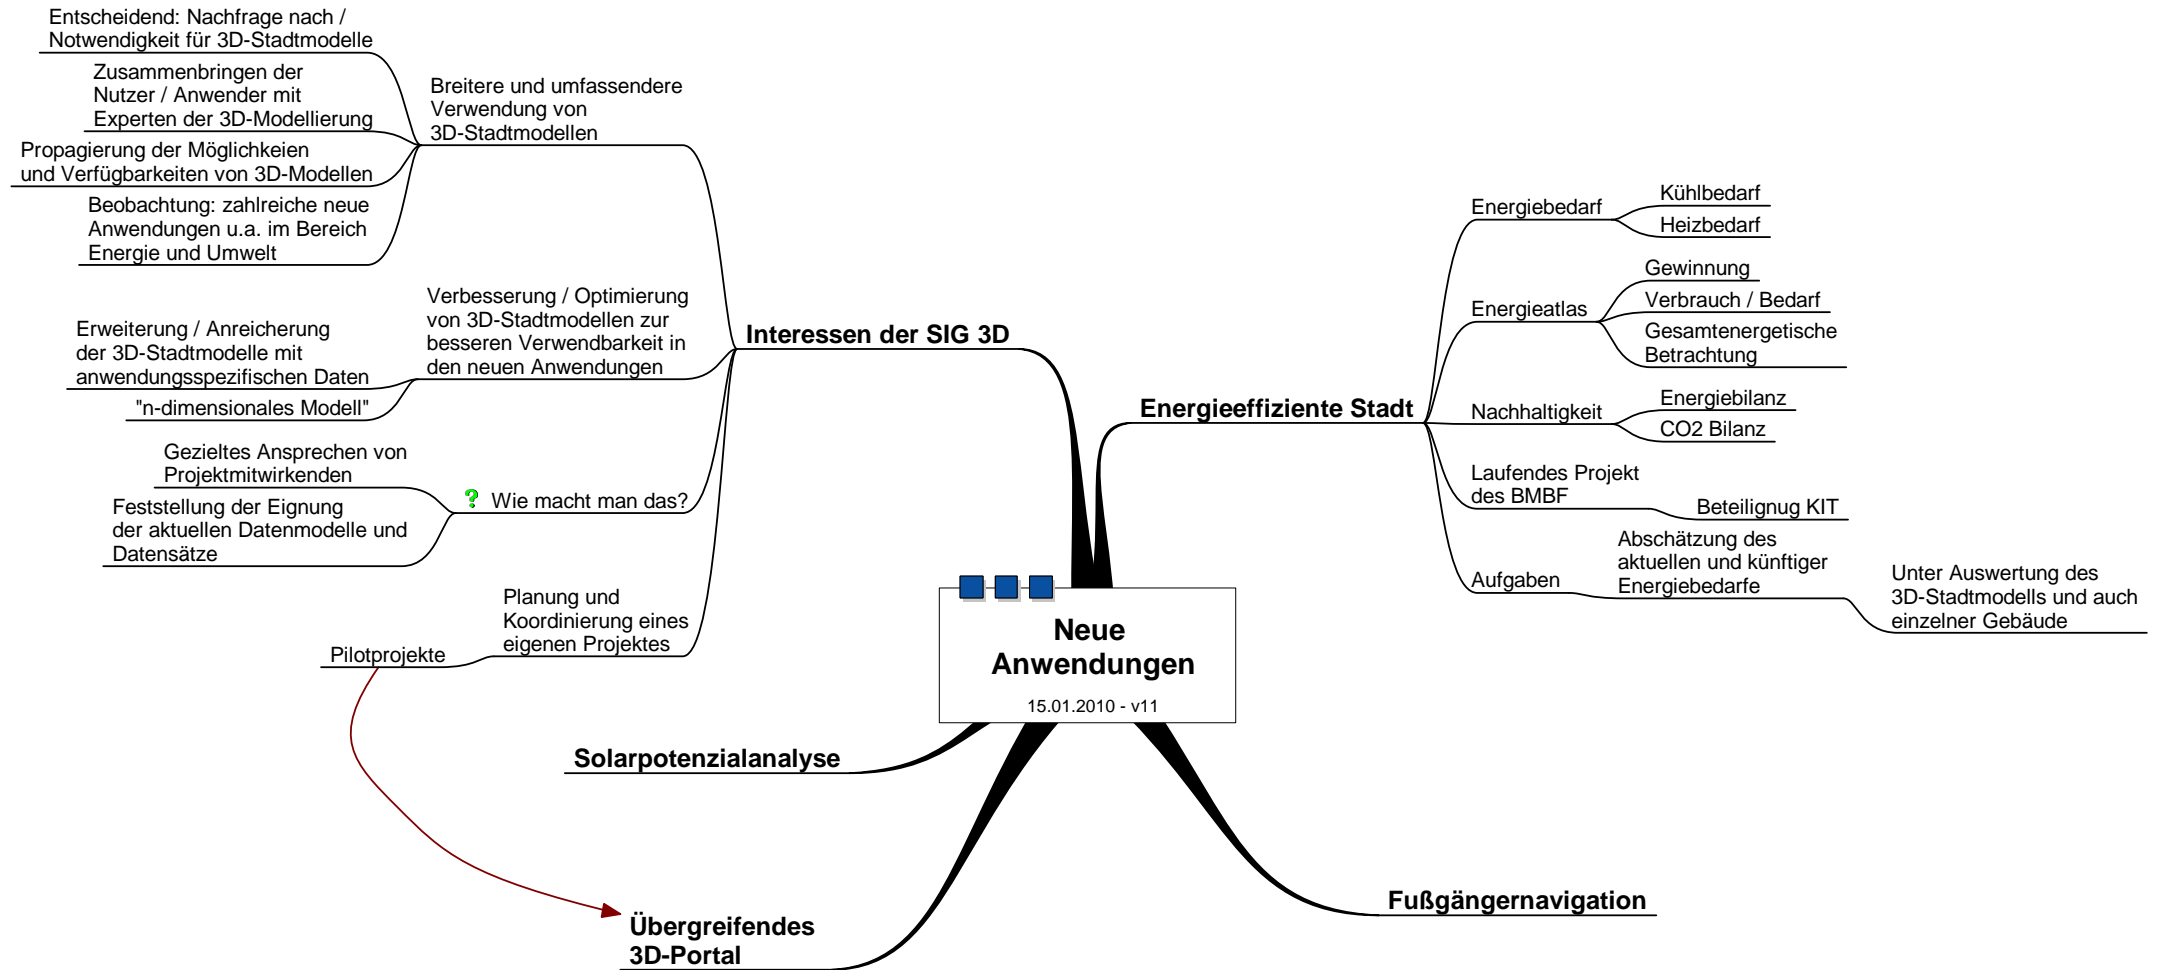 Neue
Anwendungen
15.01.2010 - v11
Energieeffiziente Stadt
Energiebedarf
Kühlbedarf
Heizbedarf
Energieatlas
Gewinnung
Verbrauch / Bedarf
Gesamtenergetische
Betrachtung
Nachhaltigkeit
Energiebilanz
CO2 Bilanz
Laufendes Projekt
des BMBF
Beteilignug KIT
Aufgaben
Abschätzung des
aktuellen und künftiger
Energiebedarfe
Unter Auswertung des
3D-Stadtmodells und auch
einzelner Gebäude
Fußgängernavigation
Übergreifendes
3D-Portal
Solarpotenzialanalyse
Interessen der SIG 3D
Breitere und umfassendere
Verwendung von
3D-Stadtmodellen
Entscheidend: Nachfrage nach /
Notwendigkeit für 3D-Stadtmodelle
Zusammenbringen der
Nutzer / Anwender mit
Experten der 3D-Modellierung
Propagierung der Möglichkeien
und Verfügbarkeiten von 3D-Modellen
Beobachtung: zahlreiche neue
Anwendungen u.a. im Bereich
Energie und Umwelt
Verbesserung / Optimierung
von 3D-Stadtmodellen zur
besseren Verwendbarkeit in
den neuen Anwendungen
Erweiterung / Anreicherung
der 3D-Stadtmodelle mit
anwendungsspezifischen Daten
"n-dimensionales Modell"
? Wie macht man das?
Gezieltes Ansprechen von
Projektmitwirkenden
Feststellung der Eignung
der aktuellen Datenmodelle und
Datensätze
Planung und
Koordinierung eines
eigenen Projektes
Pilotprojekte